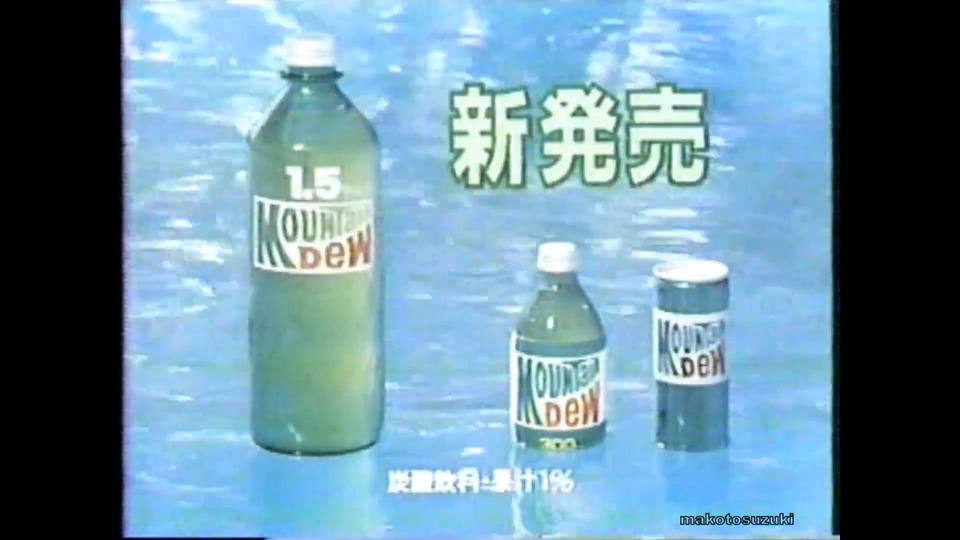 新発売
1.5
MOUNTAIN
DEW
MOUNTAIN
DEW
300
MOUNTAIN
DEW
炭酸飲料・果汁1%
makotosuzuki